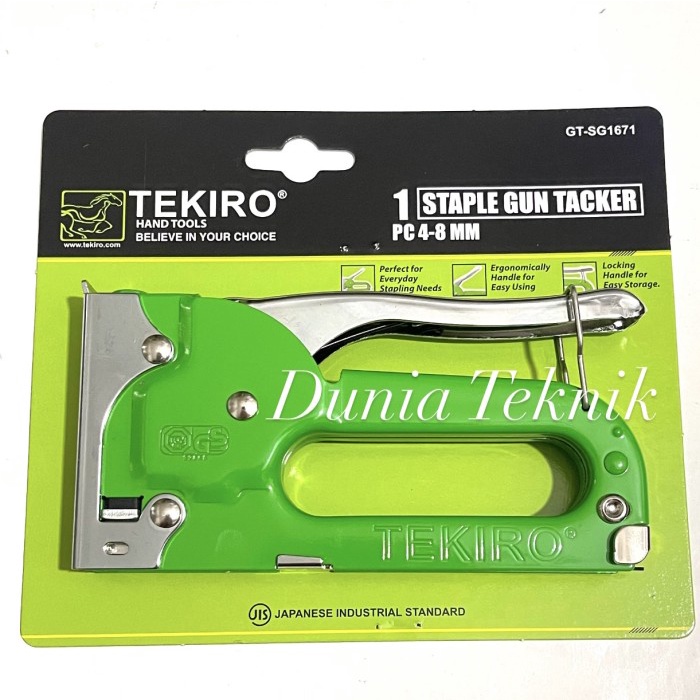 GT-SG1671
TEKIRO®
HAND TOOLS
BELIEVE IN YOUR CHOICE
www.tekiro.com
1 STAPLE GUN TACKER
PC 4-8 MM
Perfect for
Everyday
Stapling Needs
Ergonomically
Handle for
Easy Using
Locking
Handle for
Easy Storage.
Dunia Teknik
GS
TEKIRO®
JIS JAPANESE INDUSTRIAL STANDARD